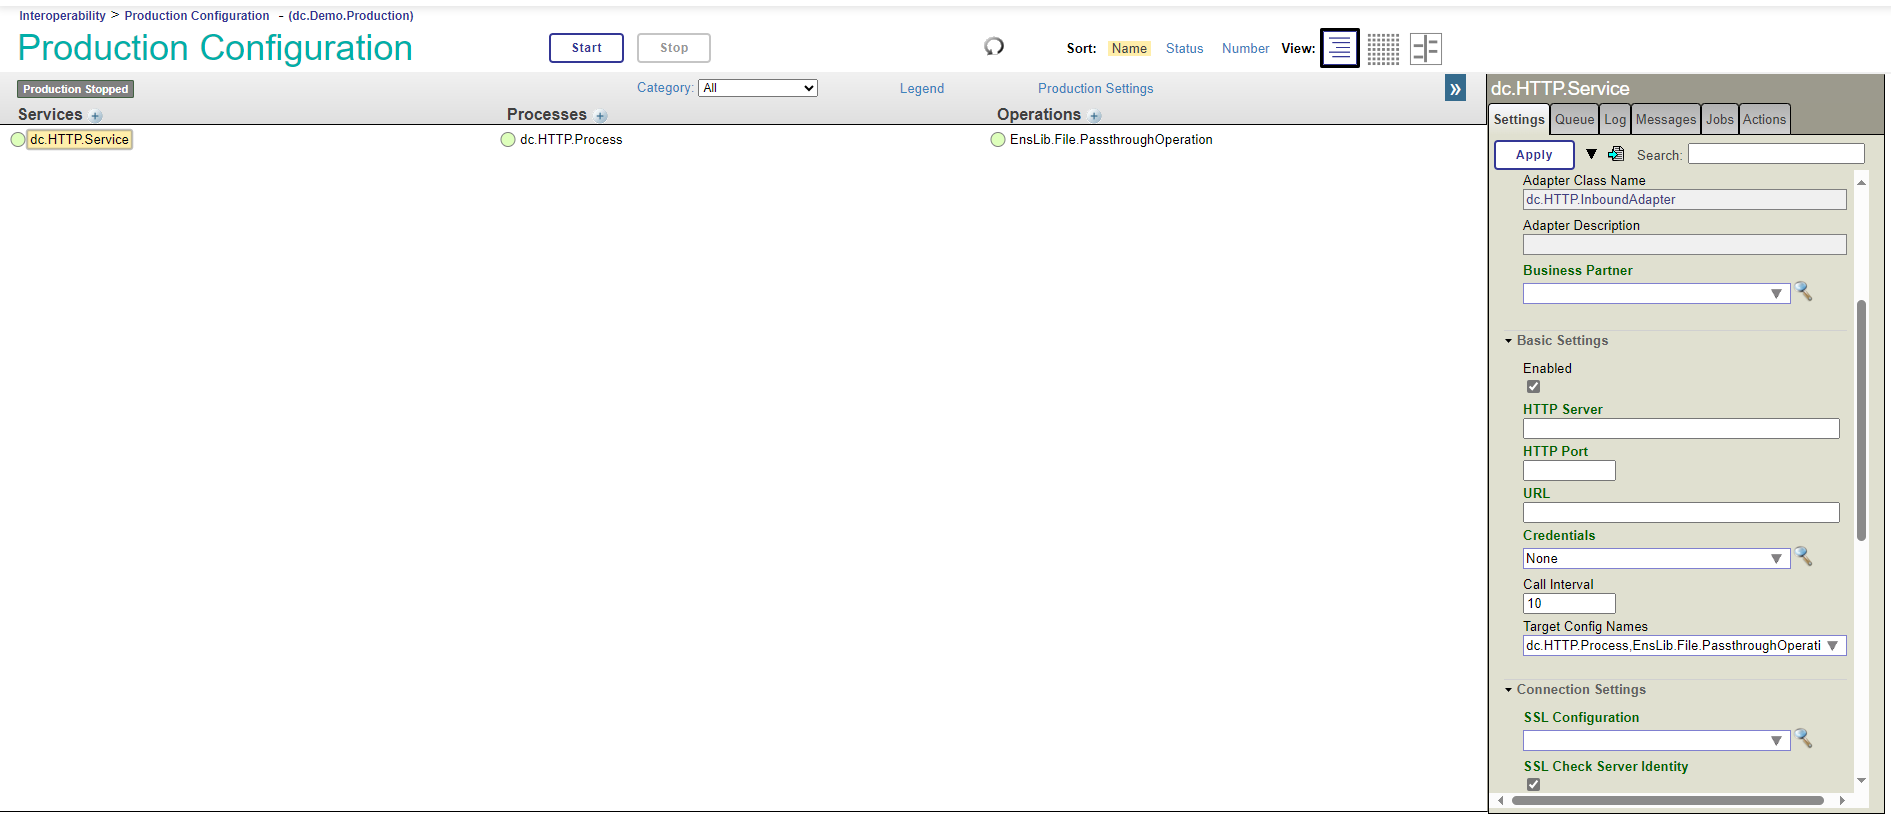 Interoperability > Production Configuration - (dc.Demo.Production)
Production Configuration
Start
Stop
Sort: Name Status Number View:
Production Stopped
Category: All
Legend
Production Settings
»
Services +
Processes +
Operations +
dc.HTTP.Service
dc.HTTP.Process
EnsLib.File.PassthroughOperation
dc.HTTP.Service
Settings Queue Log Messages Jobs Actions
Apply
Search:
Adapter Class Name
dc.HTTP.InboundAdapter
Adapter Description
Business Partner
Basic Settings
Enabled
HTTP Server
HTTP Port
URL
Credentials
None
Call Interval
10
Target Config Names
dc.HTTP.Process,EnsLib.File.PassthroughOperati
Connection Settings
SSL Configuration
SSL Check Server Identity